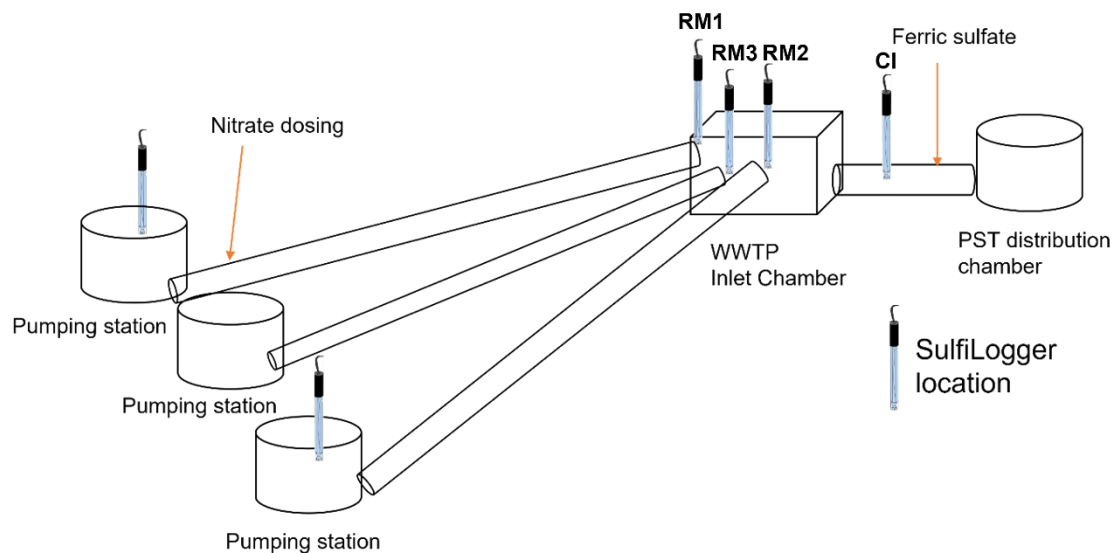 RM1
RM3
RM2
CI
Ferric sulfate
Nitrate dosing
WWTP
Inlet Chamber
PST distribution
chamber
Pumping station
Pumping station
Pumping station
SulfiLogger
location